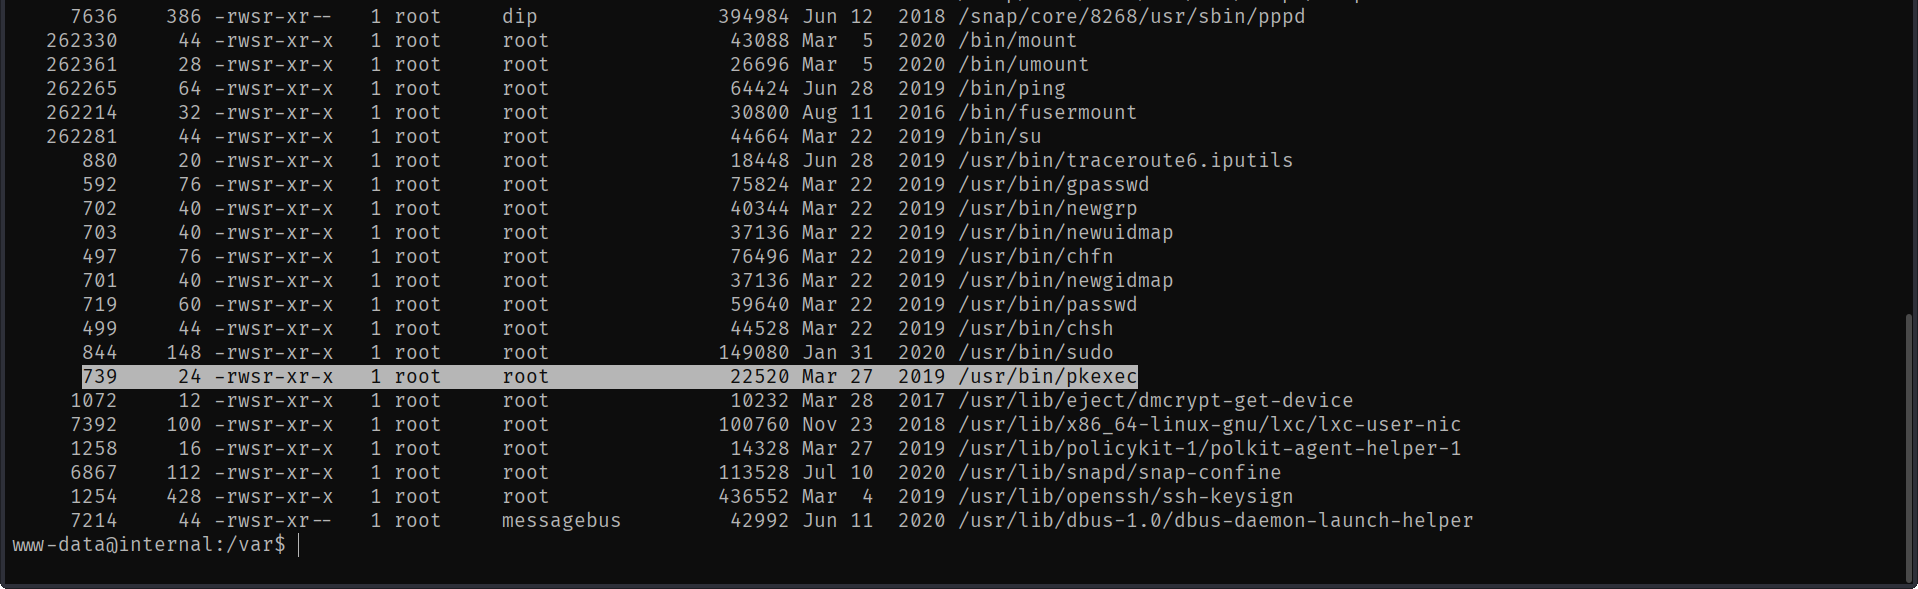 7636 386 -rwsr-xr-- 1 root dip 394984 Jun 12 2018 /snap/core/8268/usr/sbin/pppd
262330 44 -rwsr-xr-x 1 root root 43088 Mar 5 2020 /bin/mount
262361 28 -rwsr-xr-x 1 root root 26696 Mar 5 2020 /bin/umount
262265 64 -rwsr-xr-x 1 root root 64424 Jun 28 2019 /bin/ping
262214 32 -rwsr-xr-x 1 root root 30800 Aug 11 2016 /bin/fusermount
262281 44 -rwsr-xr-x 1 root root 44664 Mar 22 2019 /bin/su
880 20 -rwsr-xr-x 1 root root 18448 Jun 28 2019 /usr/bin/traceroute6.iputils
592 76 -rwsr-xr-x 1 root root 75824 Mar 22 2019 /usr/bin/gpasswd
702 40 -rwsr-xr-x 1 root root 40344 Mar 22 2019 /usr/bin/newgrp
703 40 -rwsr-xr-x 1 root root 37136 Mar 22 2019 /usr/bin/newuidmap
497 76 -rwsr-xr-x 1 root root 76496 Mar 22 2019 /usr/bin/chfn
701 40 -rwsr-xr-x 1 root root 37136 Mar 22 2019 /usr/bin/newgidmap
719 60 -rwsr-xr-x 1 root root 59640 Mar 22 2019 /usr/bin/passwd
499 44 -rwsr-xr-x 1 root root 44528 Mar 22 2019 /usr/bin/chsh
844 148 -rwsr-xr-x 1 root root 149080 Jan 31 2020 /usr/bin/sudo
739 24 -rwsr-xr-x 1 root root 22520 Mar 27 2019 /usr/bin/pkexec
1072 12 -rwsr-xr-x 1 root root 10232 Mar 28 2017 /usr/lib/eject/dmcrypt-get-device
7392 100 -rwsr-xr-x 1 root root 100760 Nov 23 2018 /usr/lib/x86_64-linux-gnu/lxc/lxc-user-nic
1258 16 -rwsr-xr-x 1 root root 14328 Mar 27 2019 /usr/lib/policykit-1/polkit-agent-helper-1
6867 112 -rwsr-xr-x 1 root root 113528 Jul 10 2020 /usr/lib/snapd/snap-confine
1254 428 -rwsr-xr-x 1 root root 436552 Mar 4 2019 /usr/lib/openssh/ssh-keysign
7214 44 -rwsr-xr-- 1 root messagebus 42992 Jun 11 2020 /usr/lib/dbus-1.0/dbus-daemon-launch-helper
www-data@internal:/var$